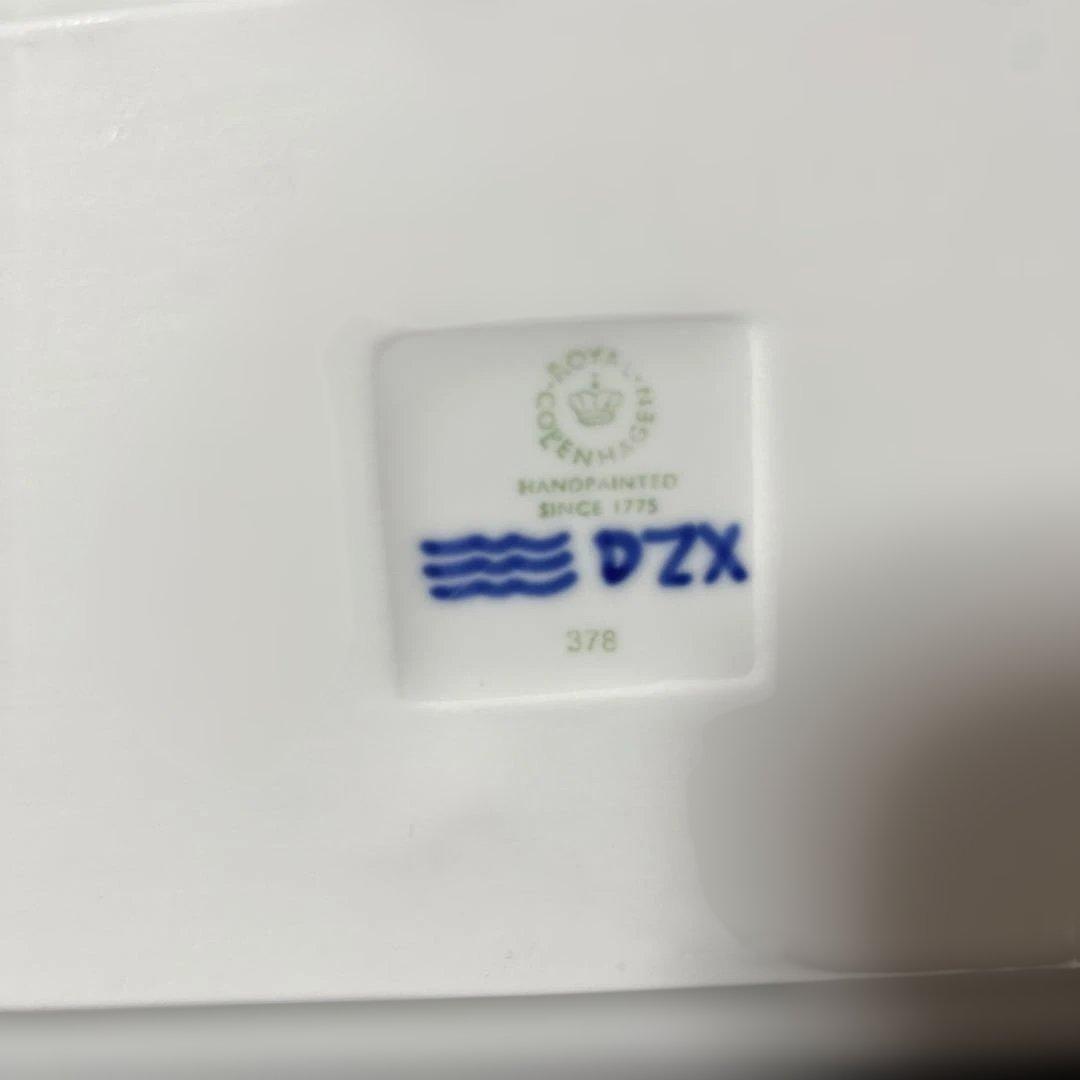 ROYAL COPENHAGEN
HANDPAINTED
SINCE 1775
DZX
378